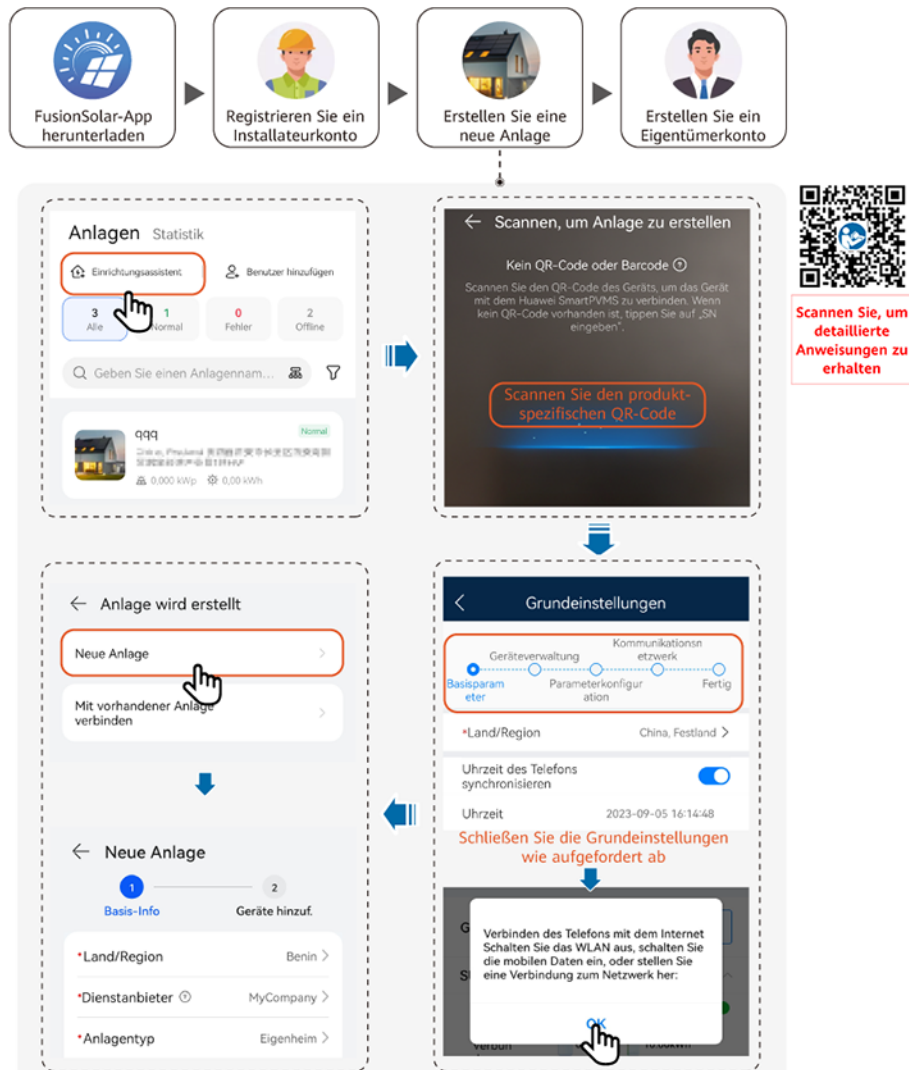 FusionSolar-App
herunterladen
Registrieren Sie ein
Installateurkonto
Erstellen Sie eine
neue Anlage
Erstellen Sie ein
Eigentümerkonto
Anlagen Statistik
Einrichtungsassistent
Benutzer hinzufügen
3
Alle
1
Normal
0
Fehler
2
Offline
Geben Sie einen Anlagennam...
qqq
Normal
0,000 kWp 0,00 kWh
Scannen, um Anlage zu erstellen
Kein QR-Code oder Barcode
Scannen Sie den QR-Code des Geräts, um das Gerät
mit dem Huawei SmartPVMS zu verbinden. Wenn
kein QR-Code vorhanden ist, tippen Sie auf „SN
eingeben".
Scannen Sie den produkt-
spezifischen QR-Code
Scannen Sie, um
detaillierte
Anweisungen zu
erhalten
Grundeinstellungen
Basisparam
eter
Geräteverwaltung
Parameterkonfigur
ation
Kommunikationsn
etzwerk
Fertig
*Land/Region China, Festland
Uhrzeit des Telefons
synchronisieren
Uhrzeit 2023-09-05 16:14:48
Schließen Sie die Grundeinstellungen
wie aufgefordert ab
Verbinden des Telefons mit dem Internet
Schalten Sie das WLAN aus, schalten Sie
die mobilen Daten ein, oder stellen Sie
eine Verbindung zum Netzwerk her:
OK
Anlage wird erstellt
Neue Anlage
Mit vorhandener Anlage
verbinden
Neue Anlage
1
Basis-Info
2
Geräte hinzuf.
*Land/Region Benin
*Dienstanbieter MyCompany
*Anlagentyp Eigenheim